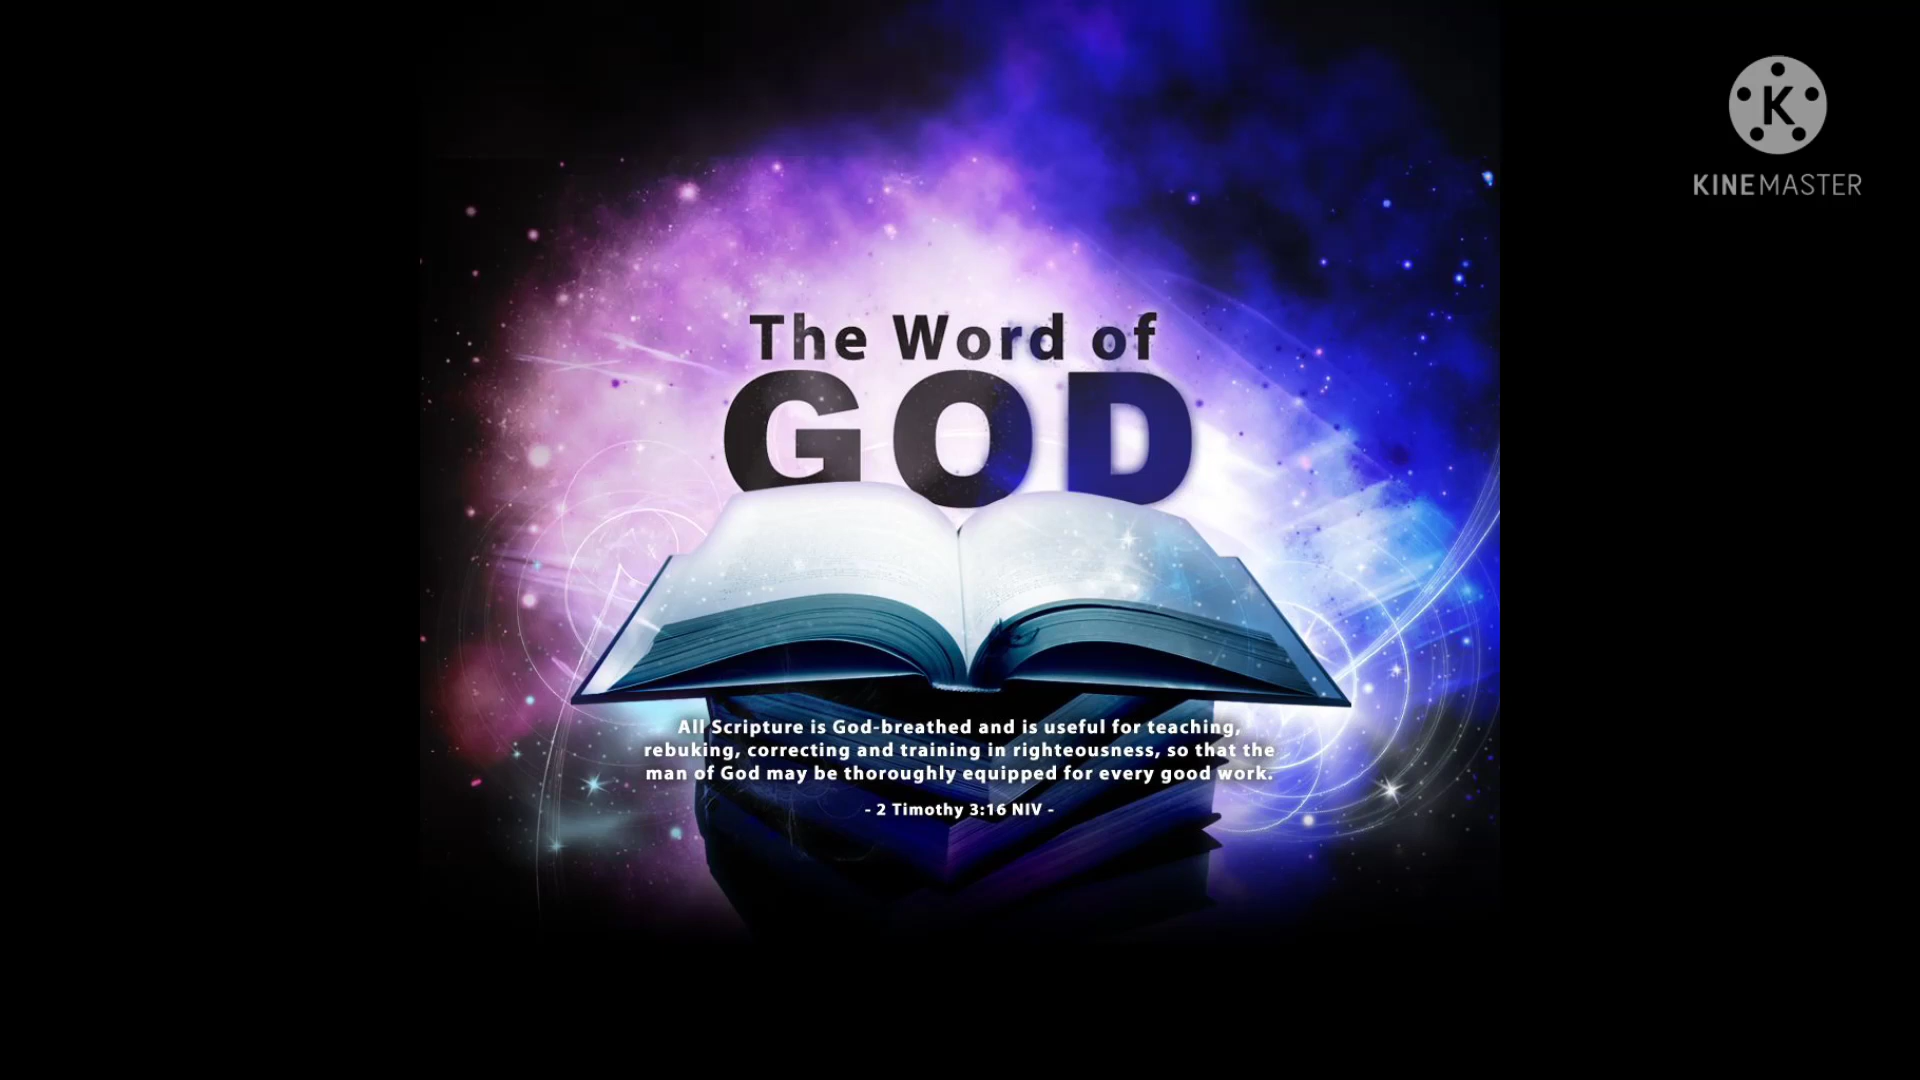 The Word of
GOD
All Scripture is God-breathed and is useful for teaching,
rebuking, correcting and training in righteousness, so that the
man of God may be thoroughly equipped for every good work.
- 2 Timothy 3:16 NIV -
K
KINEMASTER